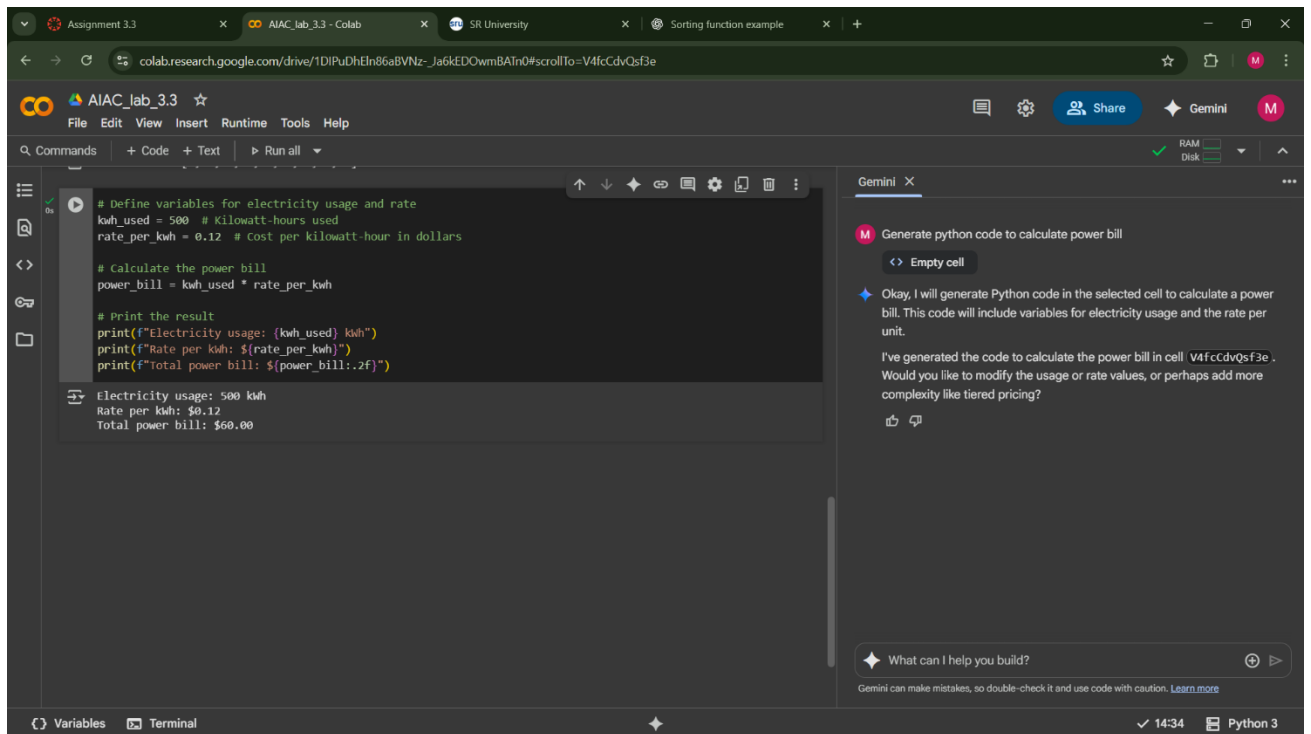 Assignment 3.3
AIAC_lab_3.3 - Colab
SR University
Sorting function example
colab.research.google.com/drive/1DIPuDhEln86aBVNz-_Ja6kEDOwmBATn0#scrollTo=V4fcCdvQsf3e
M
CO
AIAC_lab_3.3
File Edit View Insert Runtime Tools Help
Share
Gemini
M
Commands + Code + Text Run all
RAM
Disk
0s
# Define variables for electricity usage and rate
kwh_used = 500  # Kilowatt-hours used
rate_per_kwh = 0.12  # Cost per kilowatt-hour in dollars
# Calculate the power bill
power_bill = kwh_used * rate_per_kwh
# Print the result
print(f"Electricity usage: {kwh_used} kWh")
print(f"Rate per kWh: ${rate_per_kwh}")
print(f"Total power bill: ${power_bill:.2f}")
Electricity usage: 500 kWh
Rate per kWh: $0.12
Total power bill: $60.00
Gemini
M Generate python code to calculate power bill
<> Empty cell
Okay, I will generate Python code in the selected cell to calculate a power
bill. This code will include variables for electricity usage and the rate per
unit.
I've generated the code to calculate the power bill in cell V4fcCdvQsf3e.
Would you like to modify the usage or rate values, or perhaps add more
complexity like tiered pricing?
What can I help you build?
Gemini can make mistakes, so double-check it and use code with caution. Learn more
{} Variables Terminal
14:34 Python 3